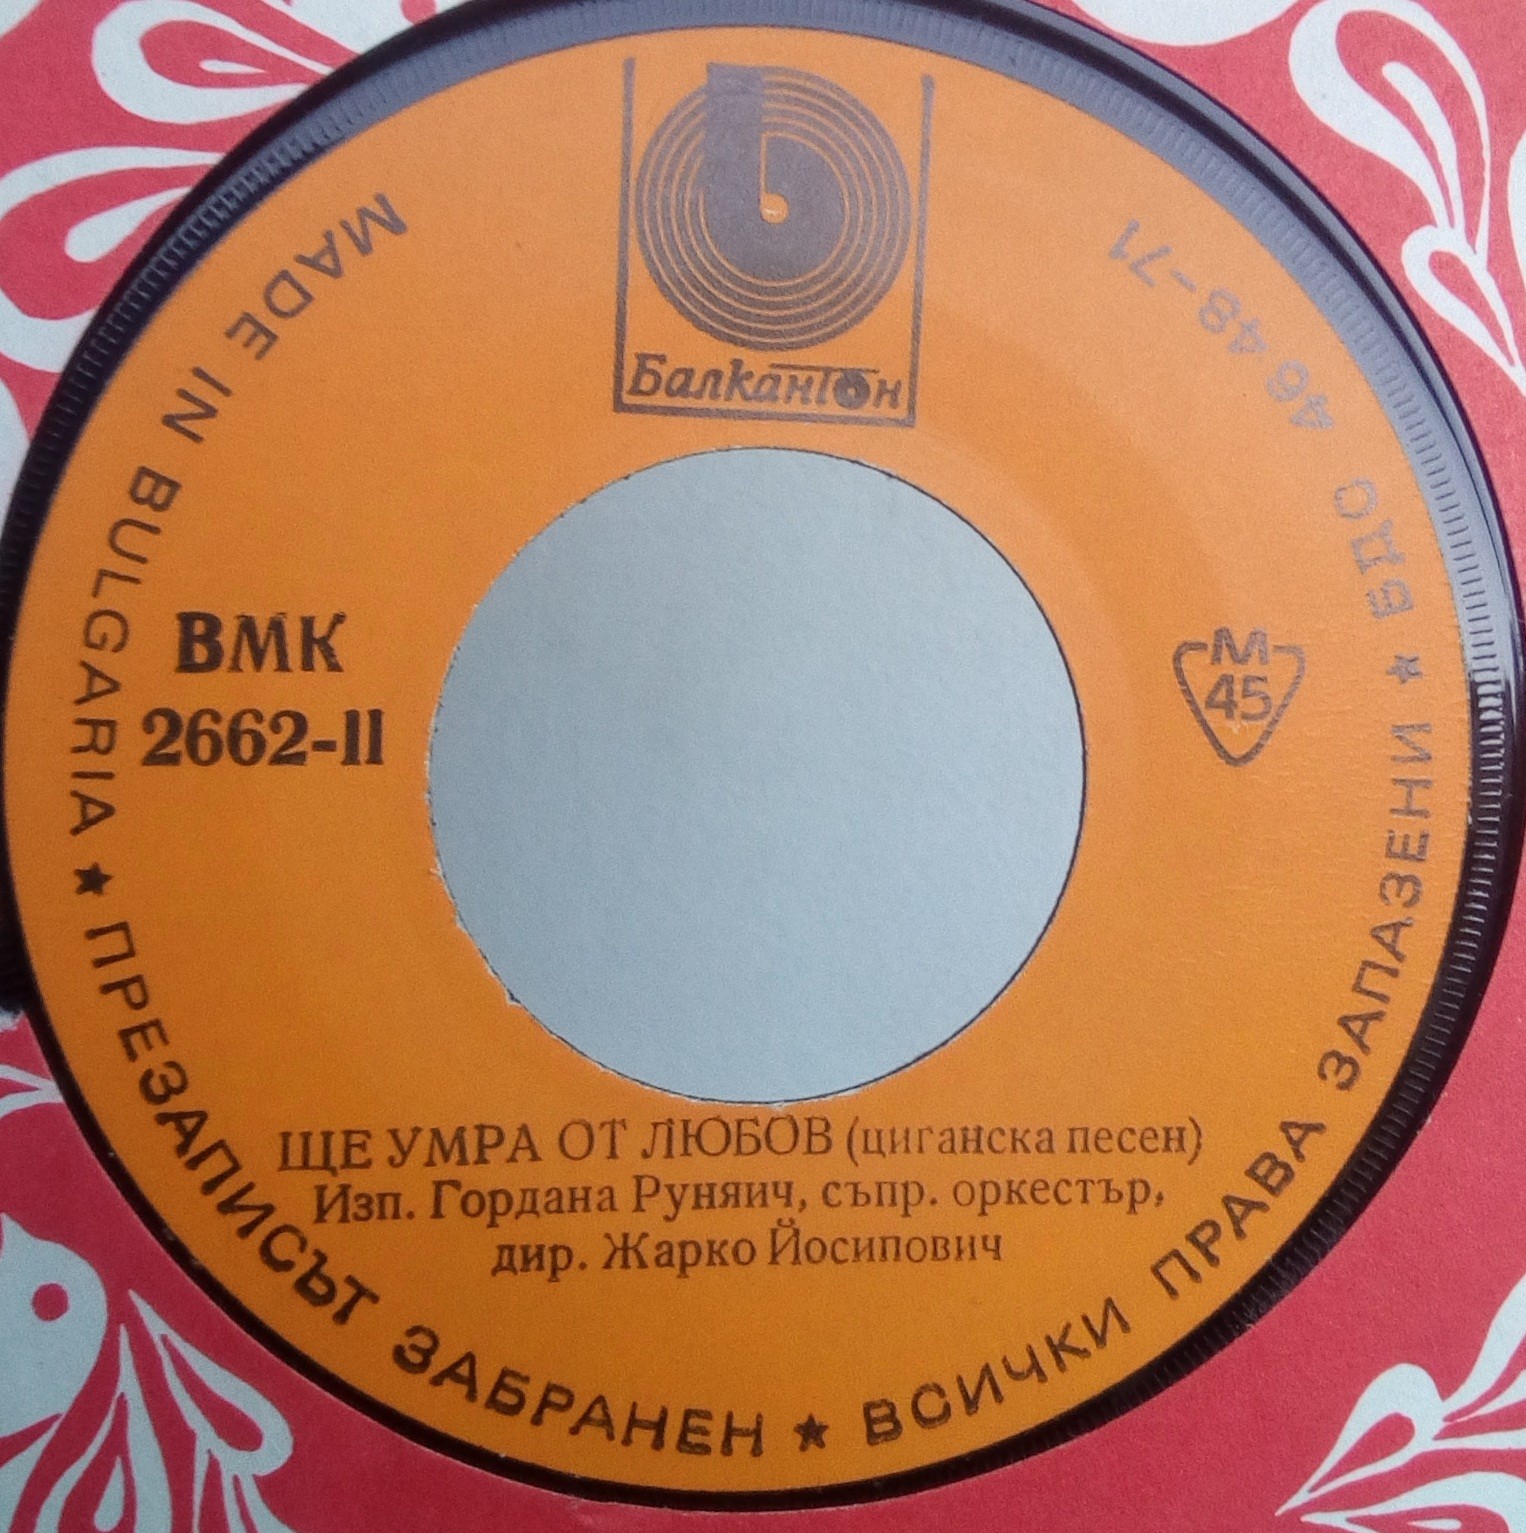 Балкантон
MADE IN BULGARIA ★ ПРЕЗАПИСЪТ ЗАБРАНЕН ★ ВСИЧКИ ПРАВА ЗАПАЗЕНИ ★ БДС 4648-71
ВМК
2662-II
М
45
ЩЕ УМРА ОТ ЛЮБОВ (циганска песен)
Изп. Гордана Руняич, съпр. оркестър,
дир. Жарко Йосипович